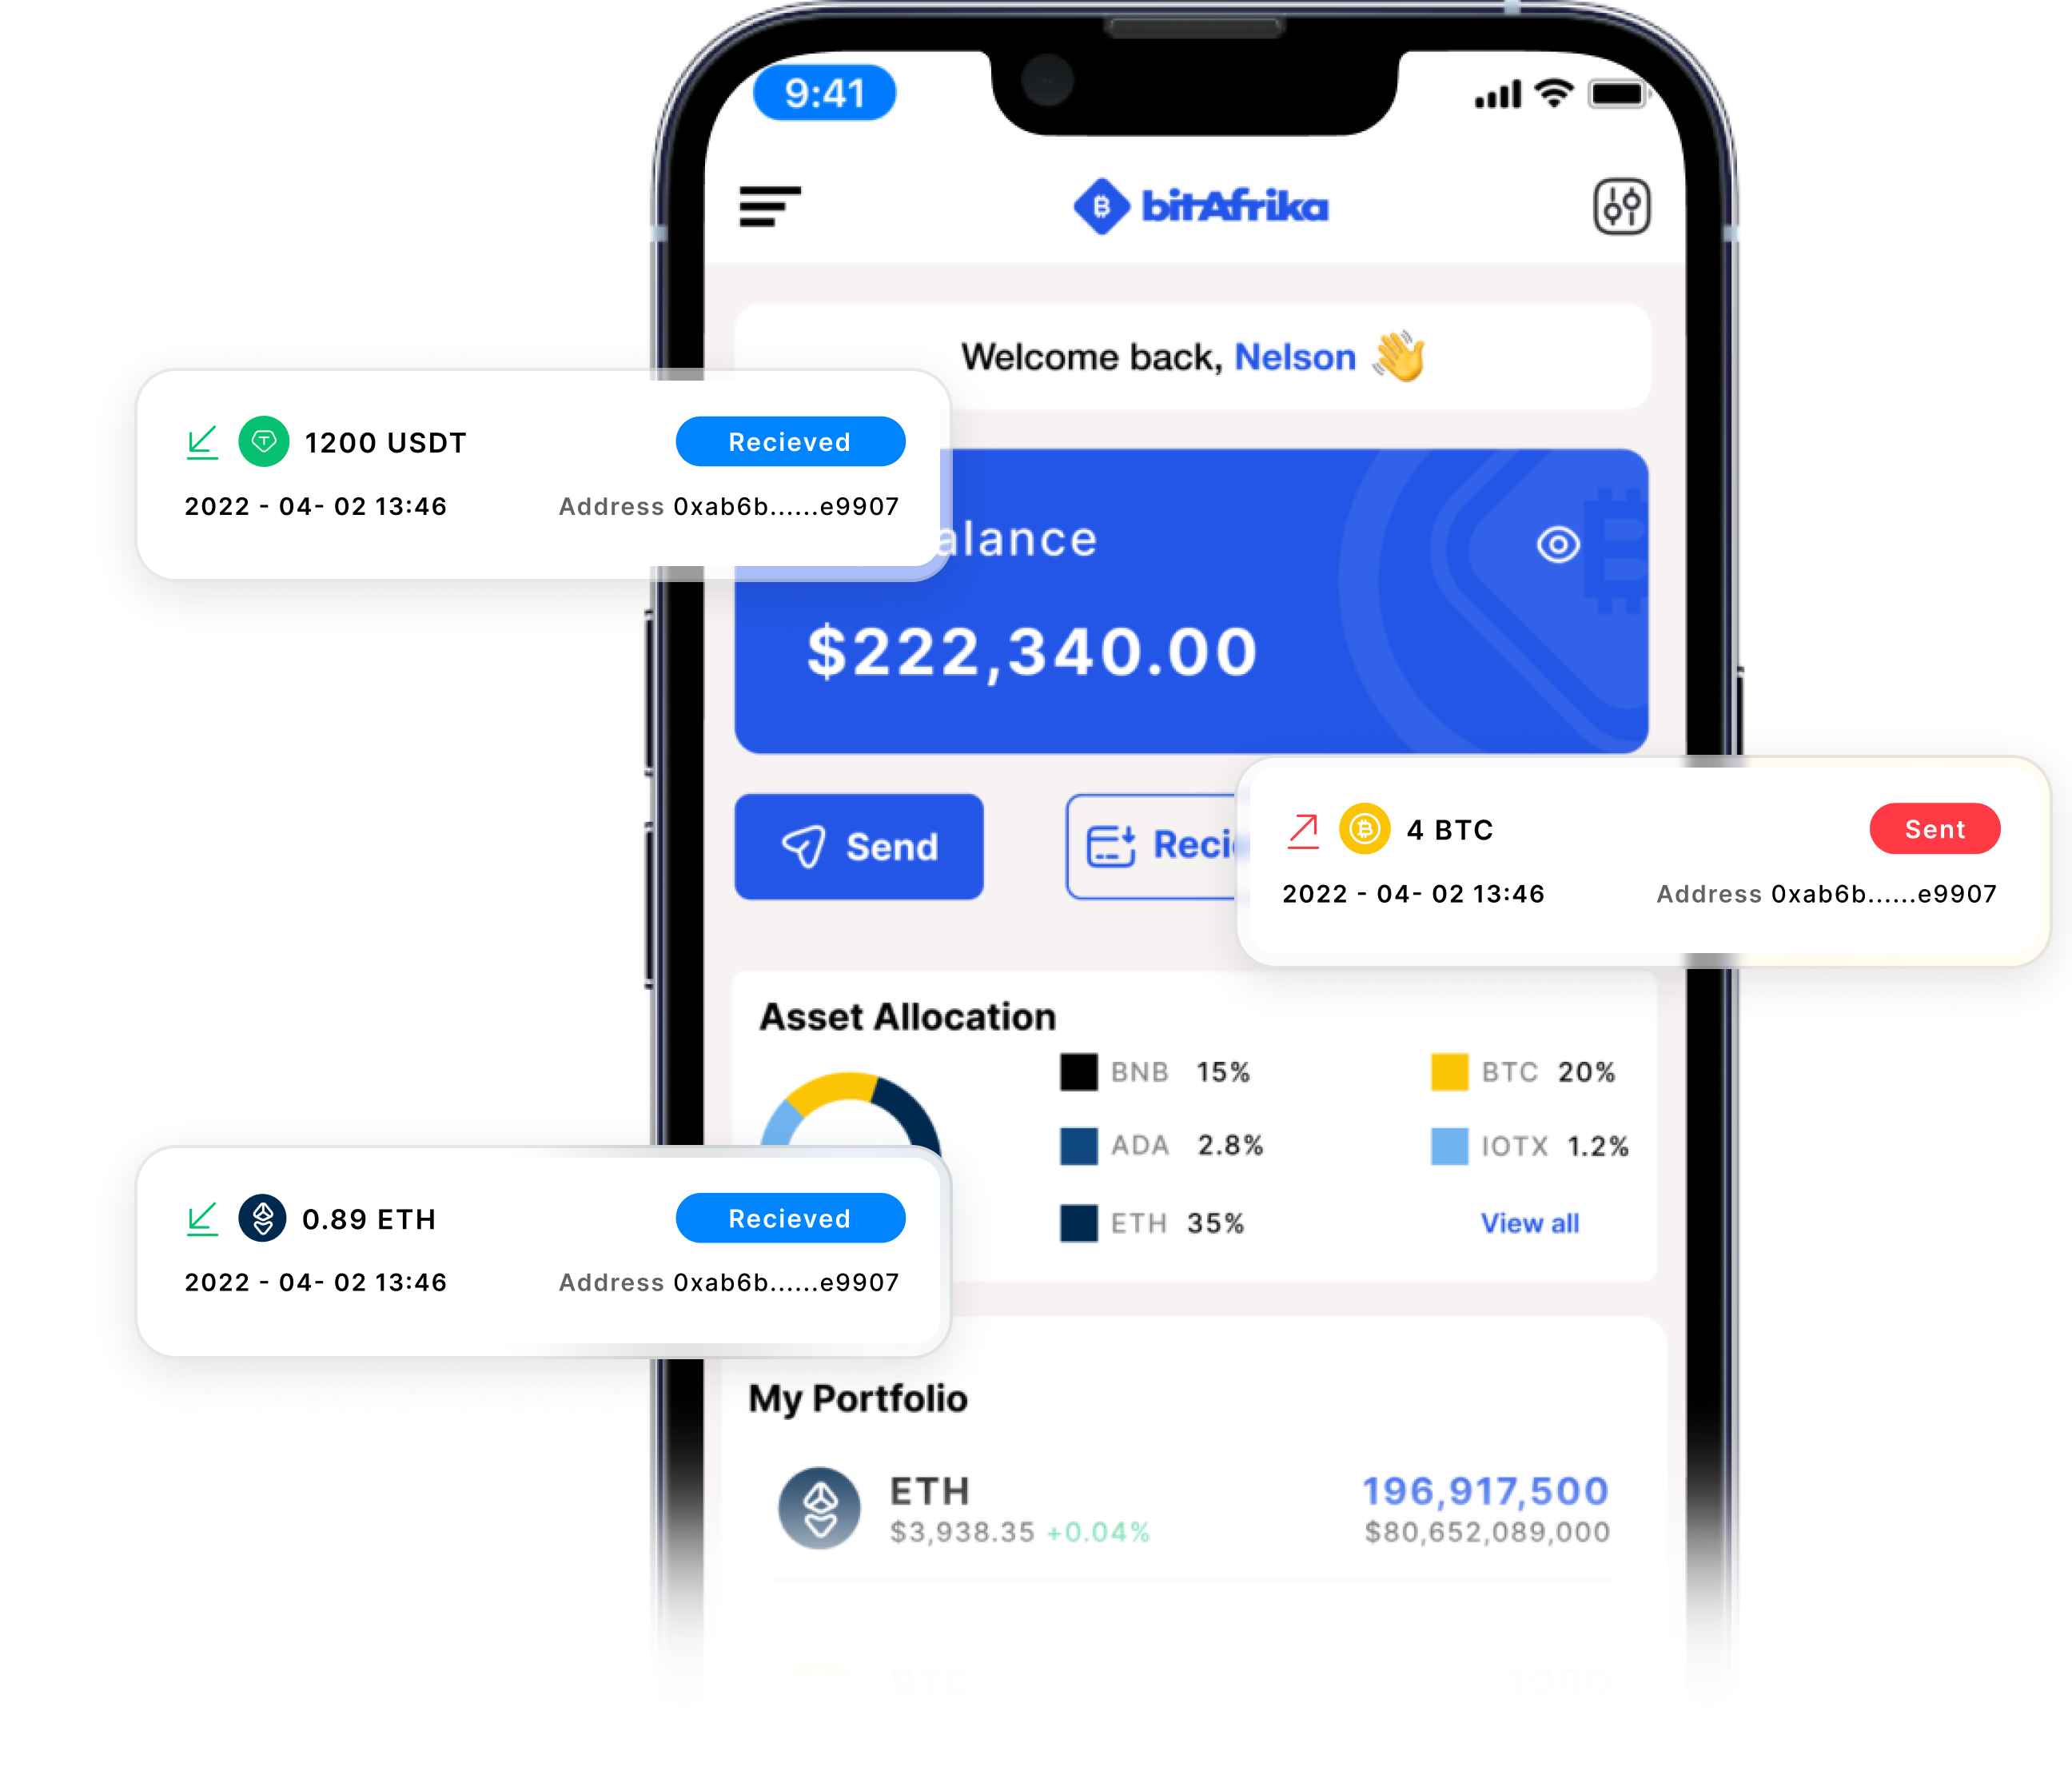 9:41
bitAfrika
Welcome back, Nelson
1200 USDT Recieved
2022 - 04- 02 13:46 Address 0xab6b......e9907
alance
$222,340.00
Send Reci
4 BTC Sent
2022 - 04- 02 13:46 Address 0xab6b......e9907
Asset Allocation
BNB 15% BTC 20%
ADA 2.8% IOTX 1.2%
ETH 35% View all
0.89 ETH Recieved
2022 - 04- 02 13:46 Address 0xab6b......e9907
My Portfolio
ETH 196,917,500
$3,938.35 +0.04% $80,652,089,000
BTC 1000